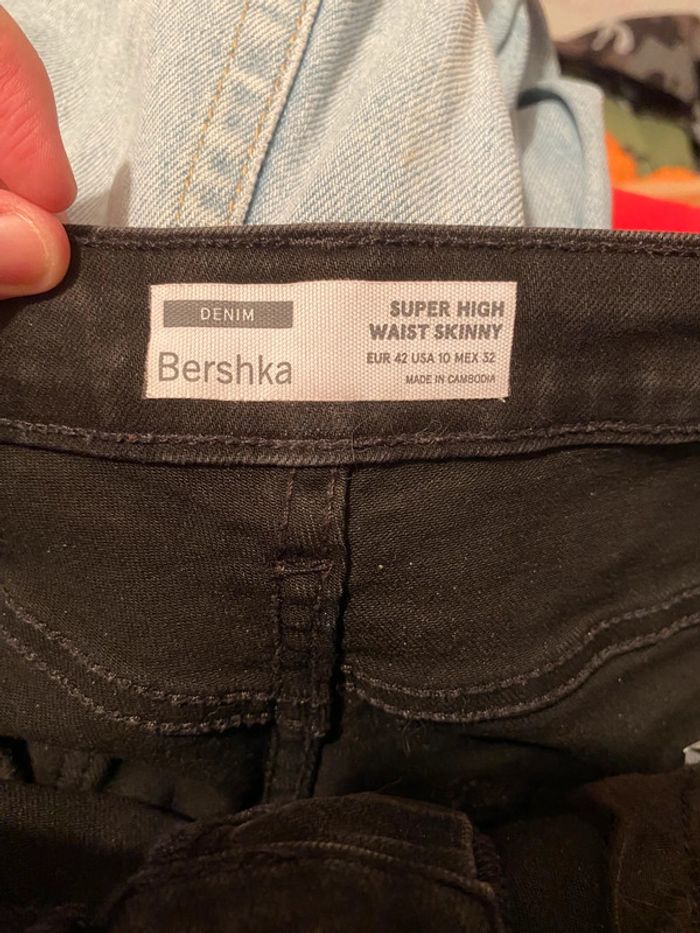 DENIM
Bershka
SUPER HIGH
WAIST SKINNY
EUR 42 USA 10 MEX 32
MADE IN CAMBODIA